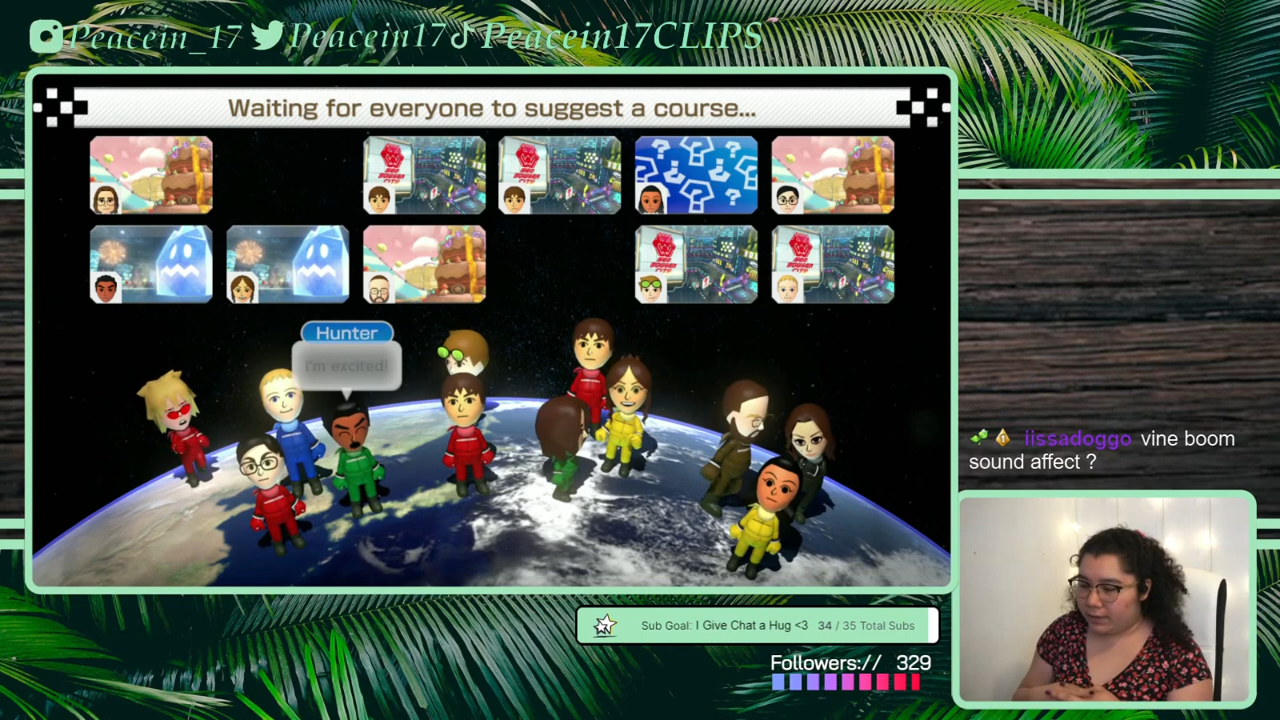 Peacein_17 Peacein17 Peacein17CLIPS
Waiting for everyone to suggest a course...
Hunter
I'm excited!
iissadoggo vine boom
sound affect ?
Sub Goal: I Give Chat a Hug <3 34 / 35 Total Subs
Followers:// 329